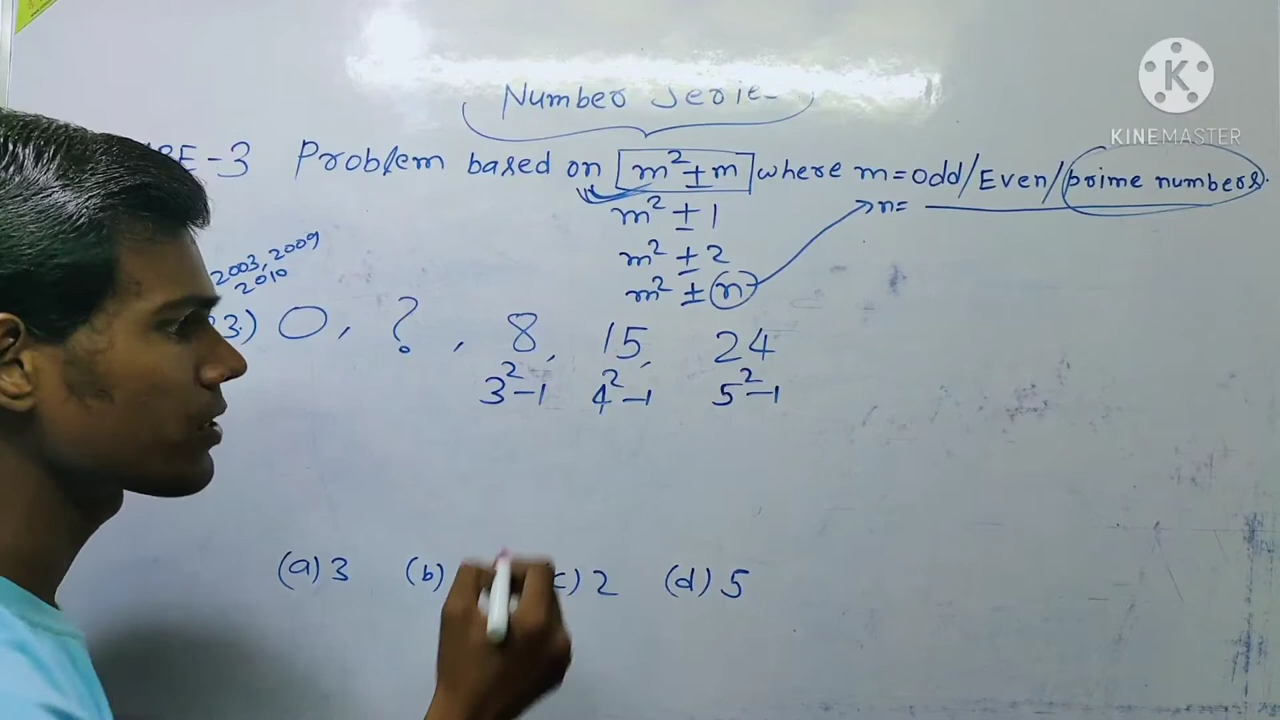 Number Serie
KINEMASTER
PE-3 Problem based on m² ± m where m = odd/Even/prime numbers.
m² ± 1
n =
m² ± 2
2003, 2009
2010
m² ± n
3.) 0, ?, 8, 15, 24
3²-1 4²-1 5²-1
(a) 3 (b) c) 2 (d) 5